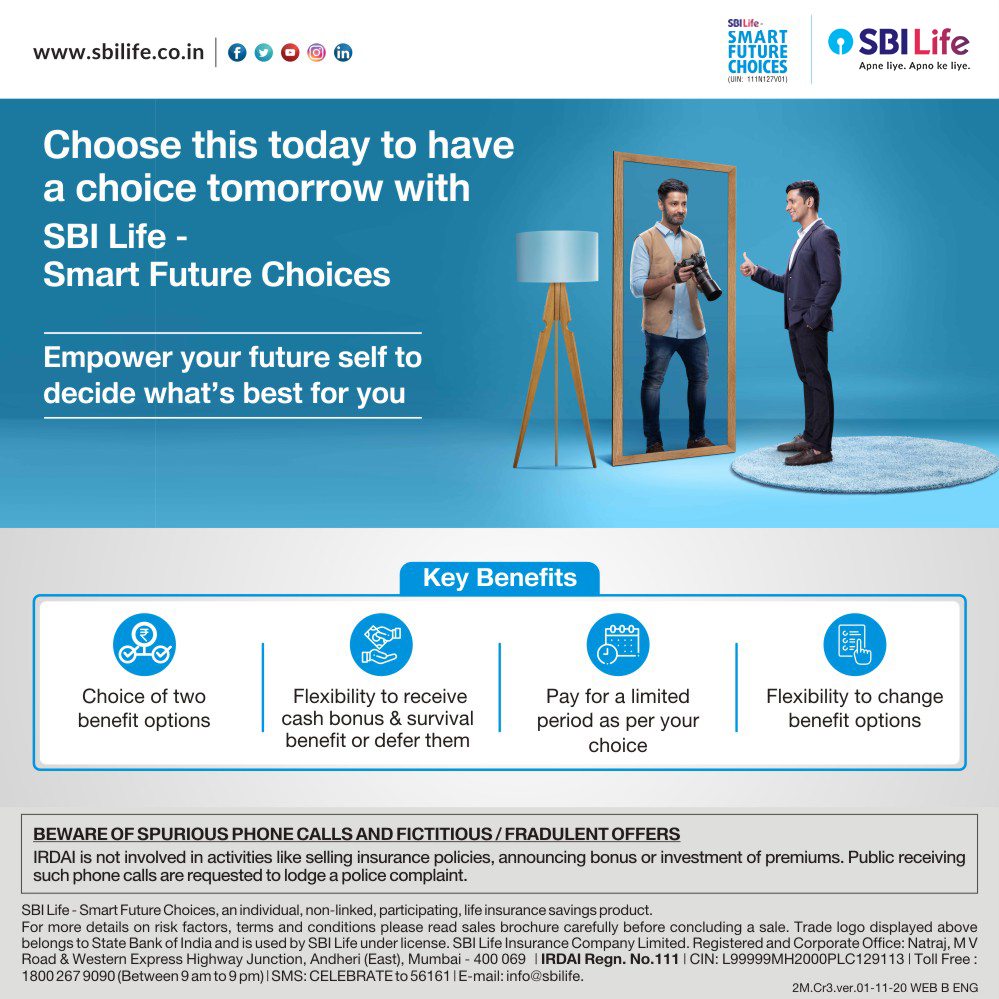 www.sbilife.co.in
SBI Life -
SMART
FUTURE
CHOICES
(UIN: 111N127V01)
SBI Life
Apne liye. Apno ke liye.
Choose this today to have
a choice tomorrow with
SBI Life -
Smart Future Choices
Empower your future self to
decide what's best for you
Key Benefits
Choice of two
benefit options
Flexibility to receive
cash bonus & survival
benefit or defer them
Pay for a limited
period as per your
choice
Flexibility to change
benefit options
BEWARE OF SPURIOUS PHONE CALLS AND FICTITIOUS / FRADULENT OFFERS
IRDAI is not involved in activities like selling insurance policies, announcing bonus or investment of premiums. Public receiving
such phone calls are requested to lodge a police complaint.
SBI Life - Smart Future Choices, an individual, non-linked, participating, life insurance savings product.
For more details on risk factors, terms and conditions please read sales brochure carefully before concluding a sale. Trade logo displayed above
belongs to State Bank of India and is used by SBI Life under license. SBI Life Insurance Company Limited. Registered and Corporate Office: Natraj, M V
Road & Western Express Highway Junction, Andheri (East), Mumbai - 400 069 | IRDAI Regn. No.111 | CIN: L99999MH2000PLC129113 | Toll Free :
1800 267 9090 (Between 9 am to 9 pm) | SMS: CELEBRATE to 56161 | E-mail: info@sbilife.
2M.Cr3.ver.01-11-20 WEB B ENG